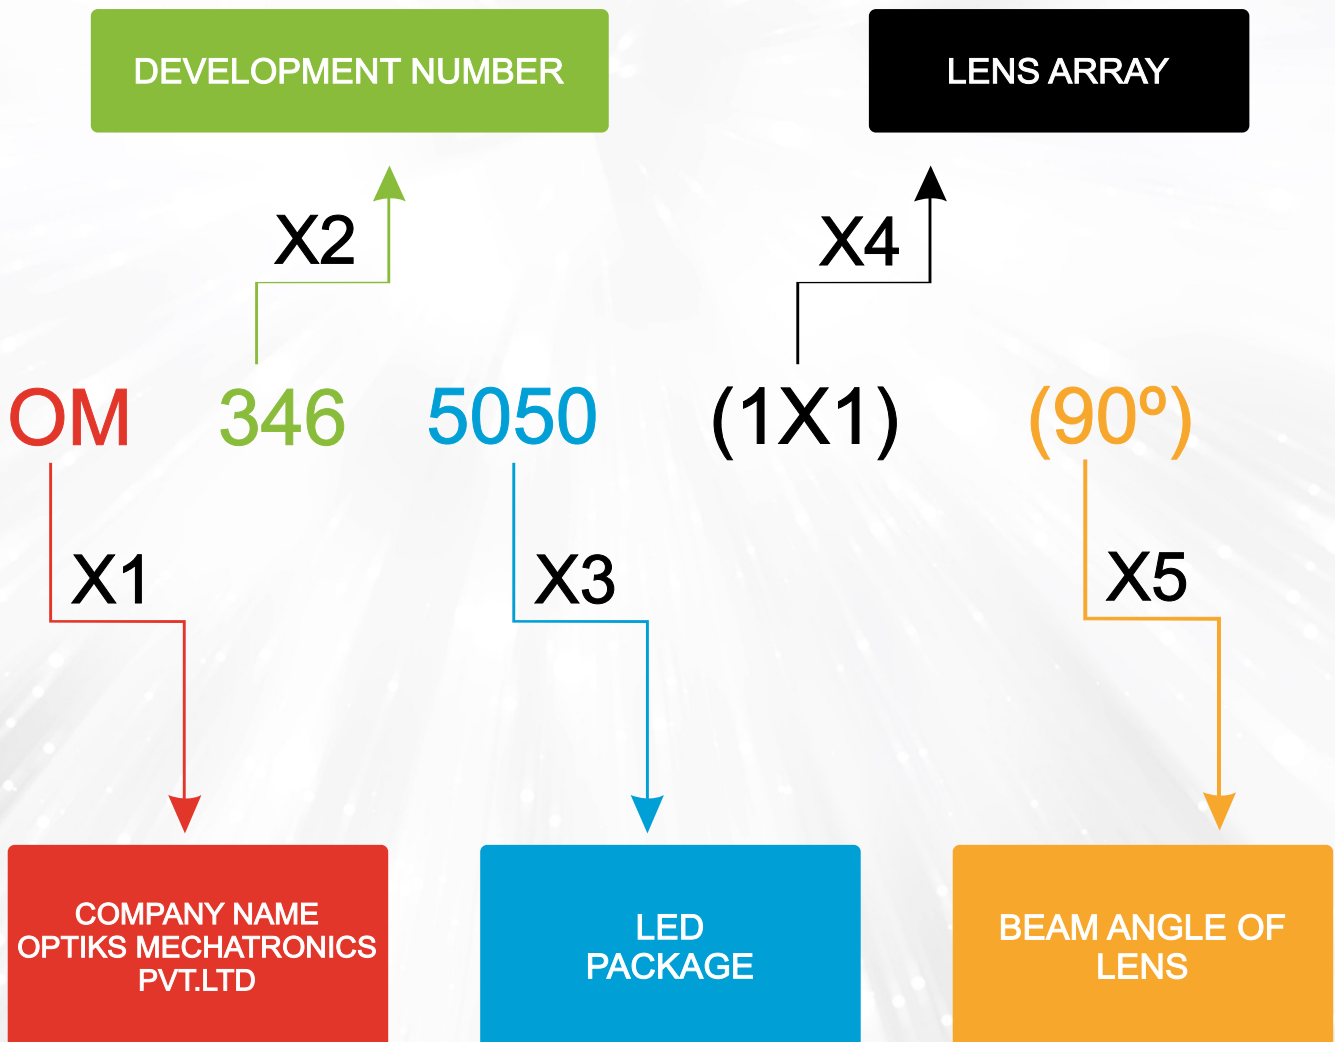 DEVELOPMENT NUMBER
LENS ARRAY
X2
X4
OM 346 5050 (1X1) (90º)
X1
X3
X5
COMPANY NAME
OPTIKS MECHATRONICS
PVT.LTD
LED
PACKAGE
BEAM ANGLE OF
LENS